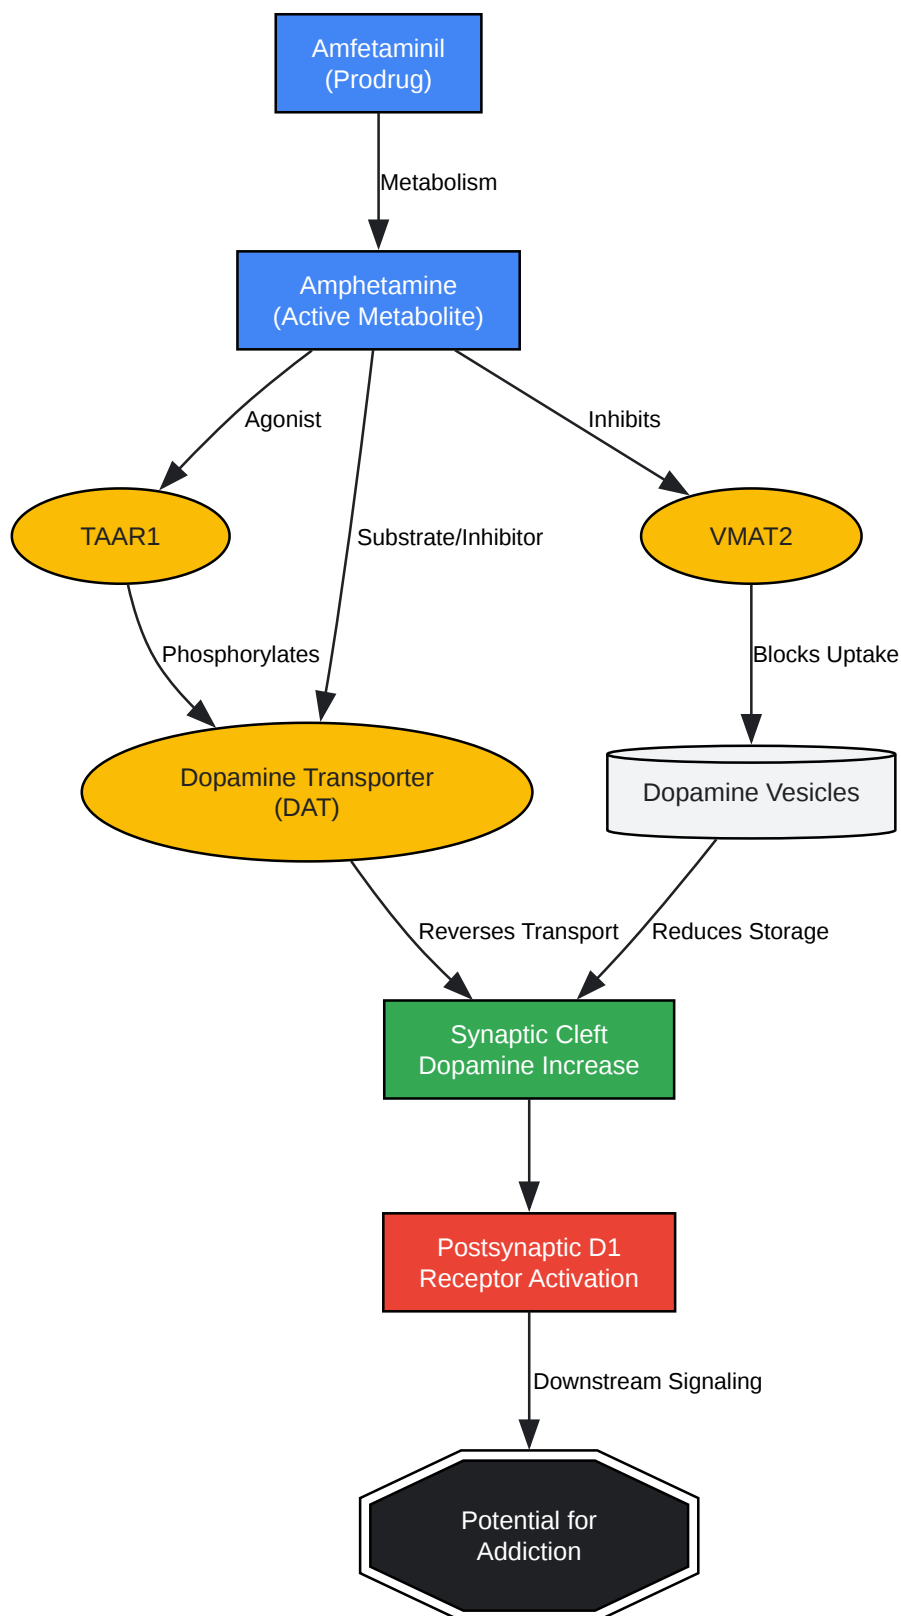 Amfetaminil
(Prodrug)
Metabolism
Amphetamine
(Active Metabolite)
Agonist
Inhibits
TAAR1
Substrate/Inhibitor
VMAT2
Phosphorylates
Blocks Uptake
Dopamine Transporter
(DAT)
Dopamine Vesicles
Reverses Transport
Reduces Storage
Synaptic Cleft
Dopamine Increase
Postsynaptic D1
Receptor Activation
Downstream Signaling
Potential for
Addiction